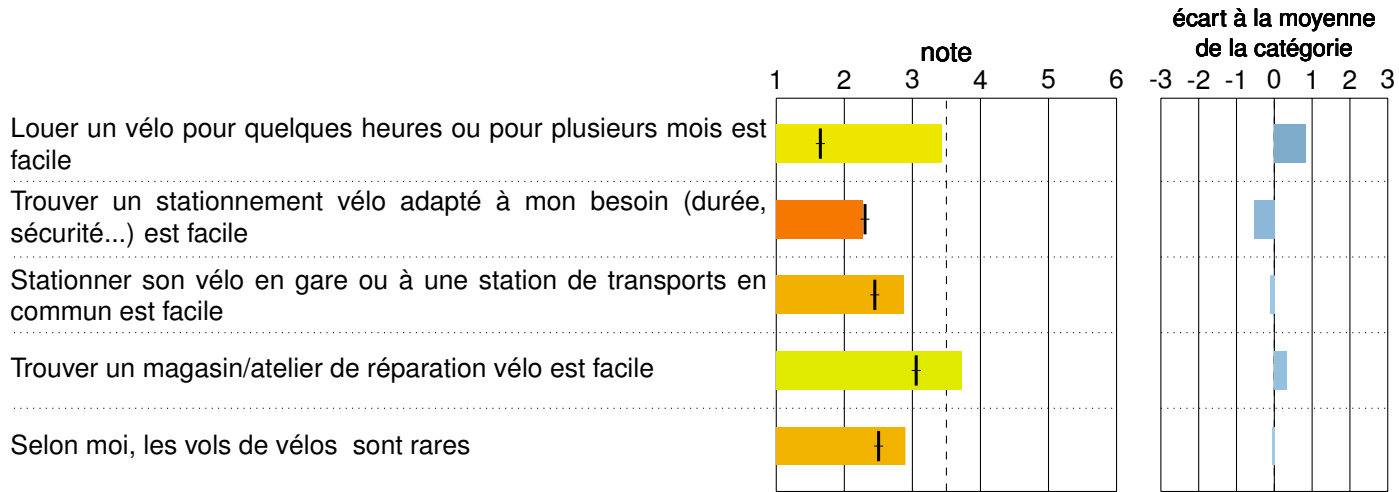 écart à la moyenne
note
de la catégorie
1 2 3 4 5 6
-3 -2 -1 0 1 2 3
Louer un vélo pour quelques heures ou pour plusieurs mois est
facile
Trouver un stationnement vélo adapté à mon besoin (durée,
sécurité...) est facile
Stationner son vélo en gare ou à une station de transports en
commun est facile
Trouver un magasin/atelier de réparation vélo est facile
Selon moi, les vols de vélos sont rares